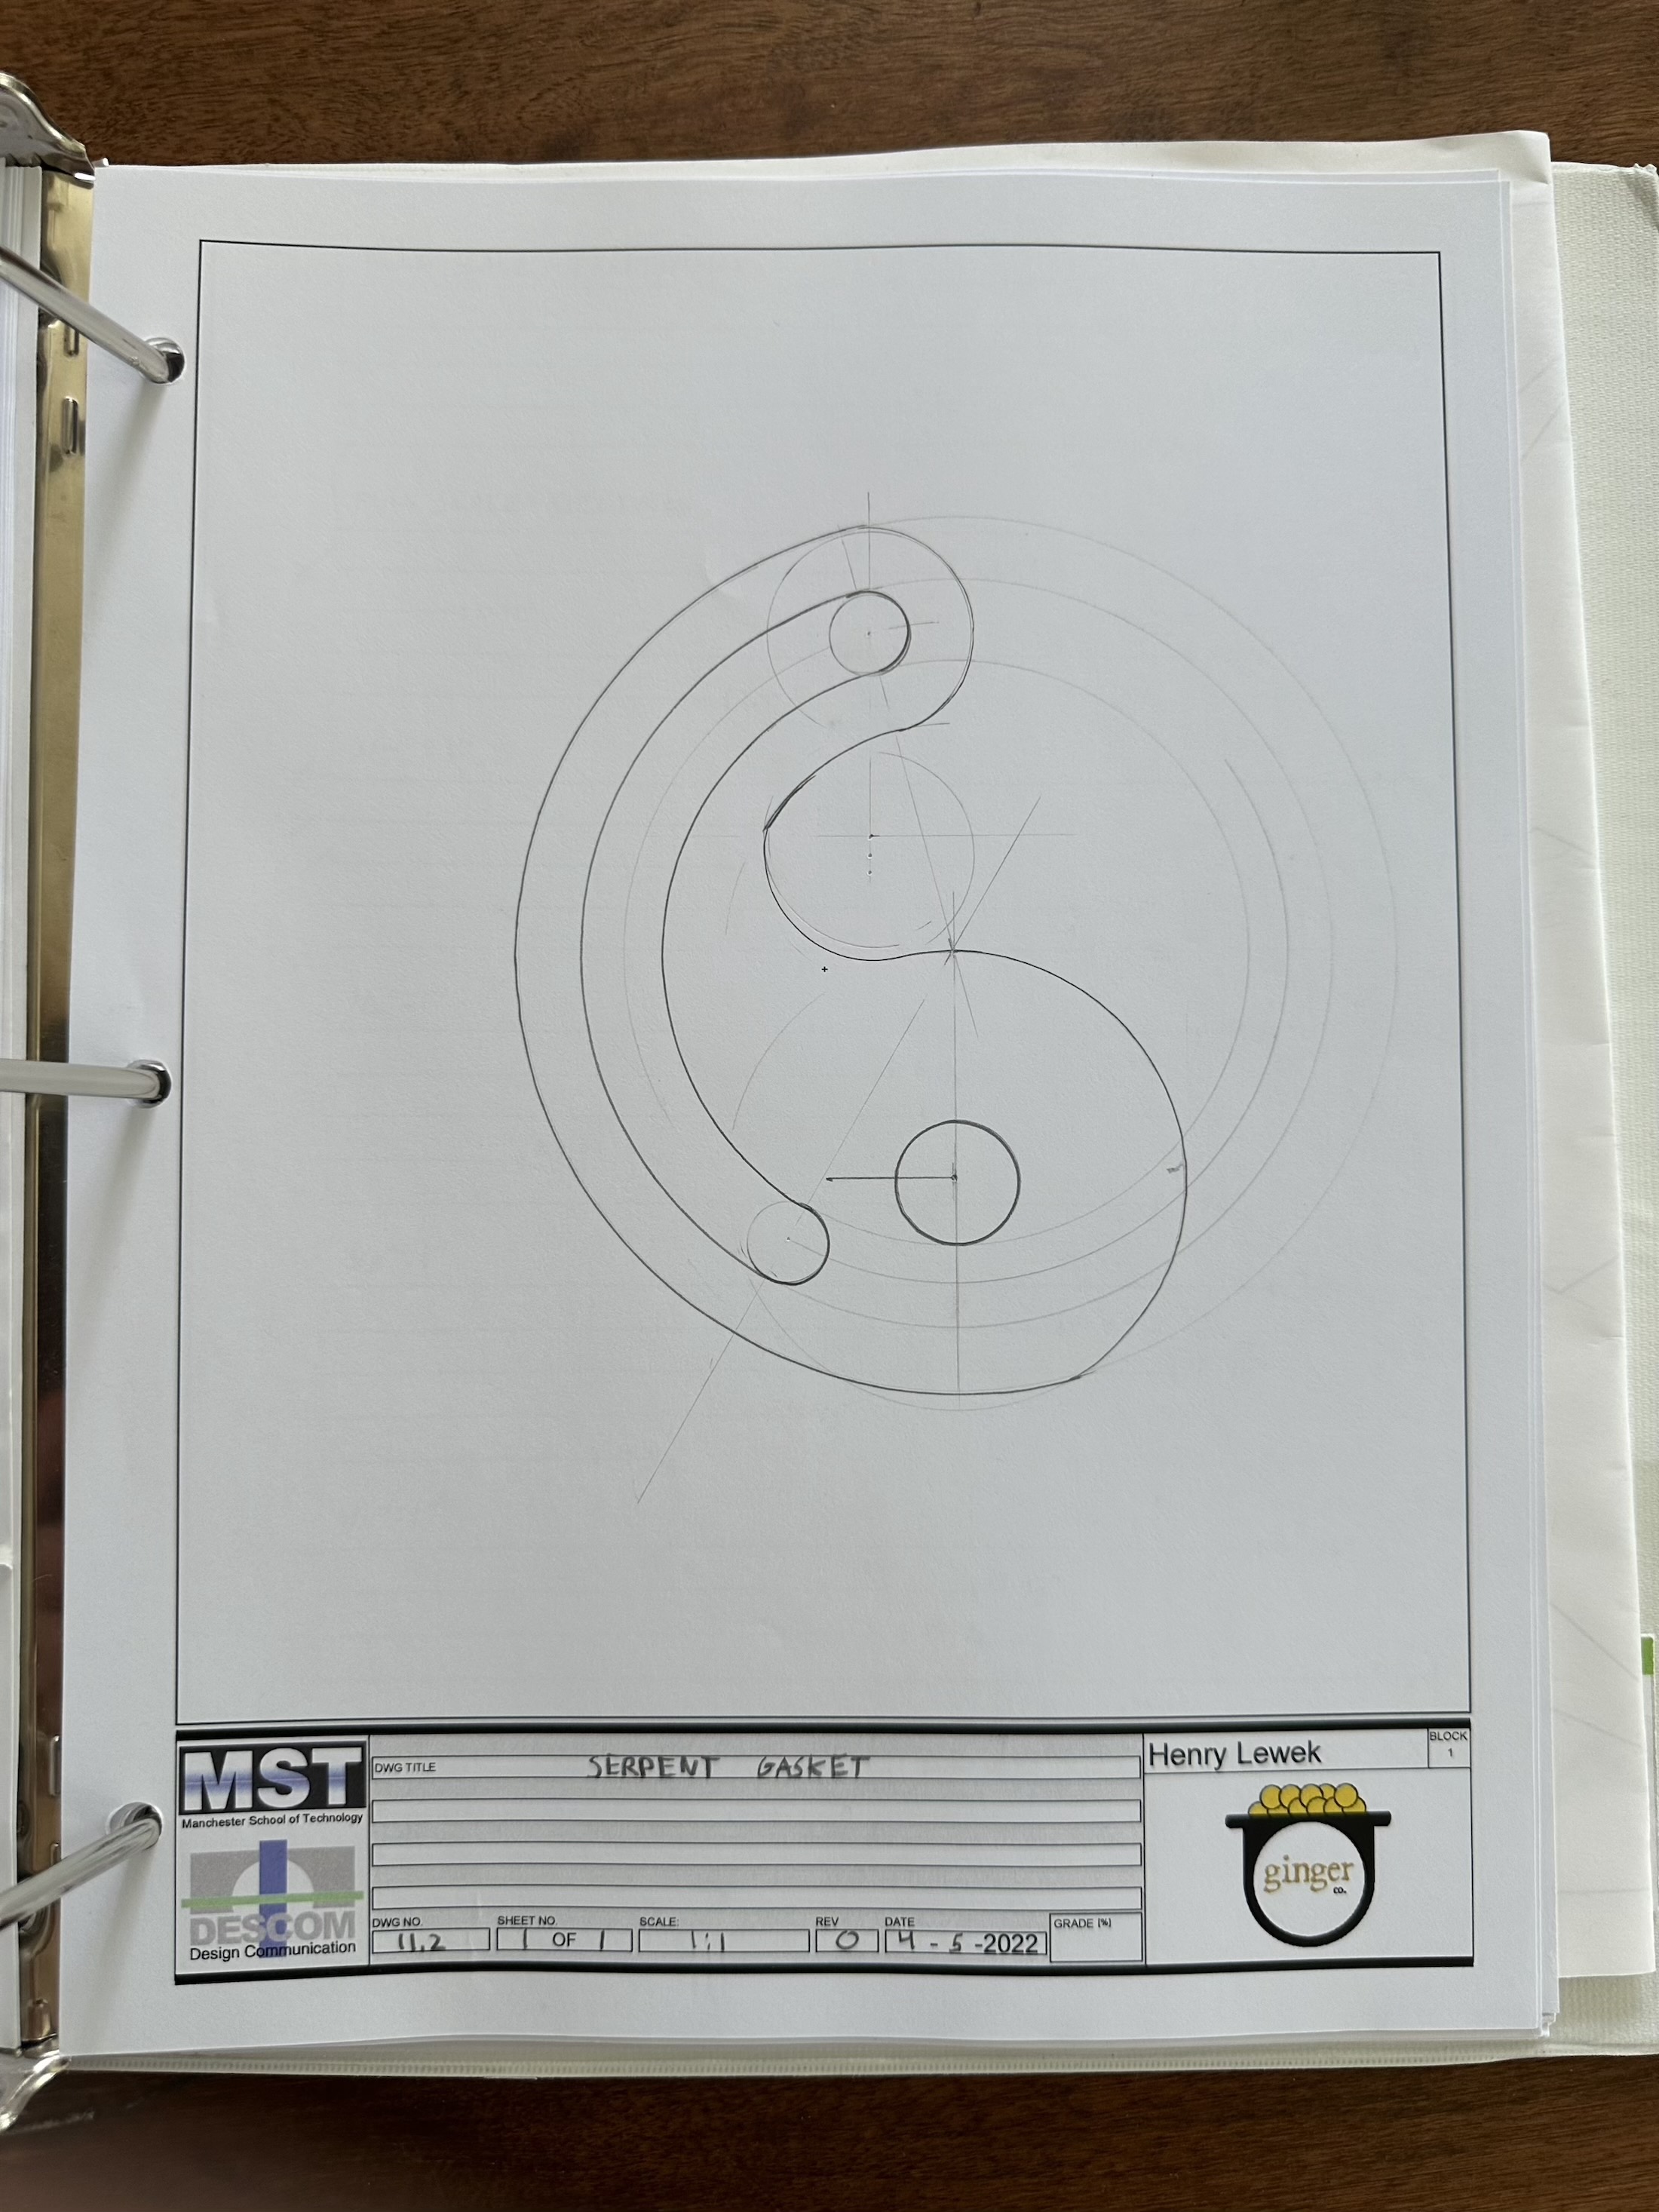 MST
Manchester School of Technology
DESCOM
Design Communication
DWG TITLE SERPENT GASKET
DWG NO. 11.2
SHEET NO. 1 OF 1
SCALE: 1:1
REV 0
DATE 4 - 5 -2022
GRADE (%)
Henry Lewek
BLOCK
1
ginger
co.